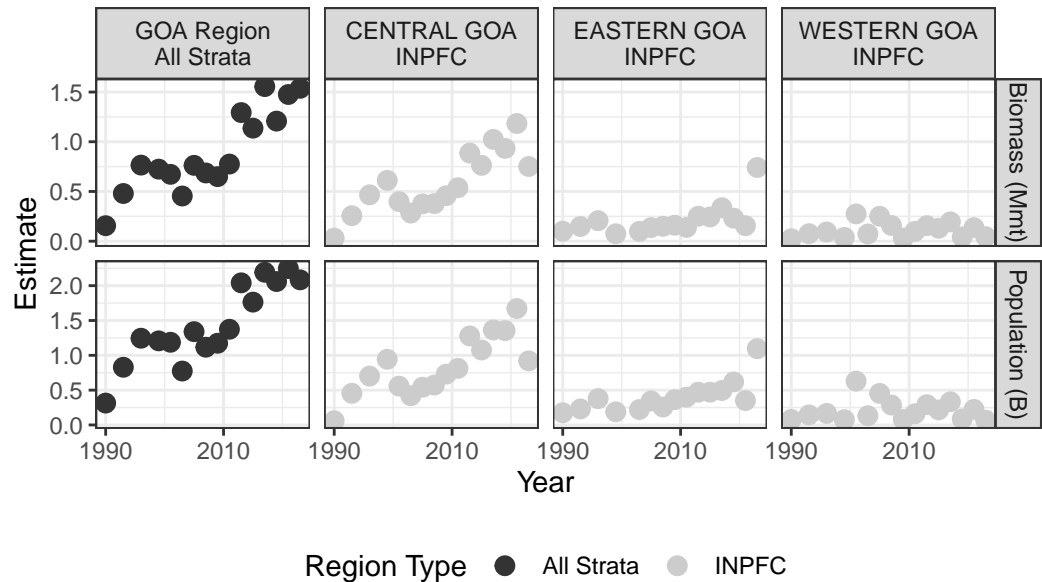 GOA Region
All Strata
CENTRAL GOA
INPFC
EASTERN GOA
INPFC
WESTERN GOA
INPFC
Estimate
1.5
1.0
0.5
0.0
Biomass (Mmt)
2.0
1.5
1.0
0.5
0.0
Population (B)
1990 2010 1990 2010 1990 2010 1990 2010
Year
Region Type All Strata INPFC